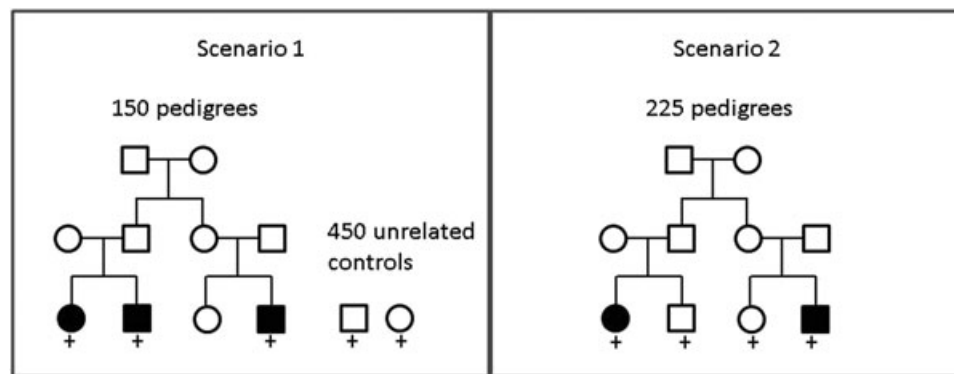 Scenario 1
150 pedigrees
450 unrelated
controls
+ + + + +
Scenario 2
225 pedigrees
+ + + +